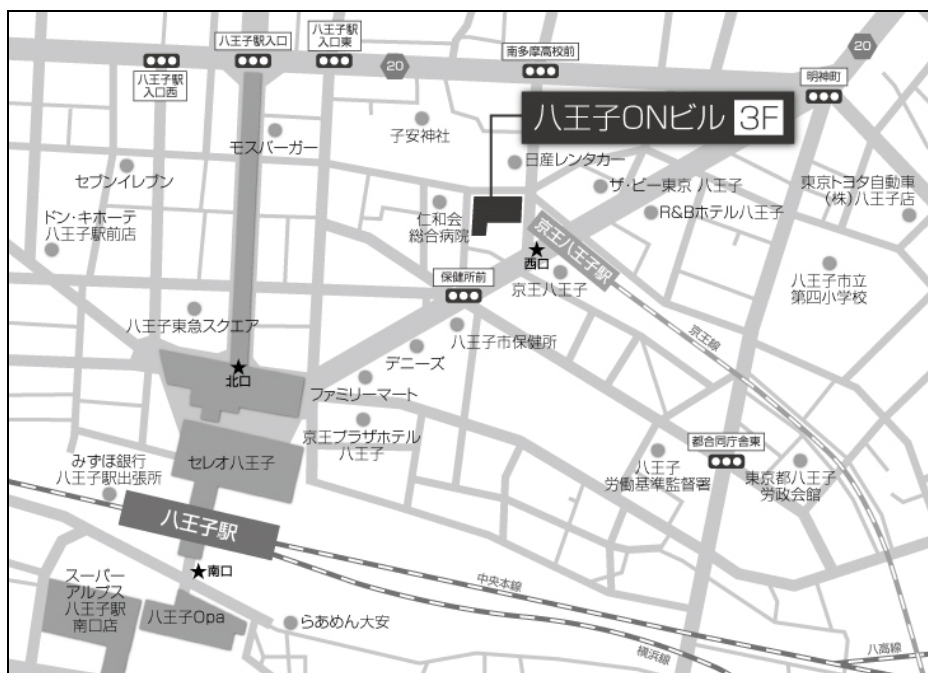 八王子駅入口
八王子駅
入口東
20
南多摩高校前
20
八王子駅
入口西
明神町
八王子ONビル 3F
子安神社
モスバーガー
日産レンタカー
セブンイレブン
ザ・ビー東京 八王子
東京トヨタ自動車
(株)八王子店
仁和会
総合病院
R&Bホテル八王子
ドン・キホーテ
八王子駅前店
京王八王子駅
西口
保健所前
京王八王子
八王子市立
第四小学校
八王子東急スクエア
八王子市保健所
京王線
デニーズ
北口
ファミリーマート
京王プラザホテル
八王子
都合同庁舎東
セレオ八王子
みずほ銀行
八王子駅出張所
八王子
労働基準監督署
東京都八王子
労政会館
八王子駅
南口
スーパー
アルプス
八王子駅
南口店
八王子Opa
らあめん大安
中央本線
横浜線
八高線